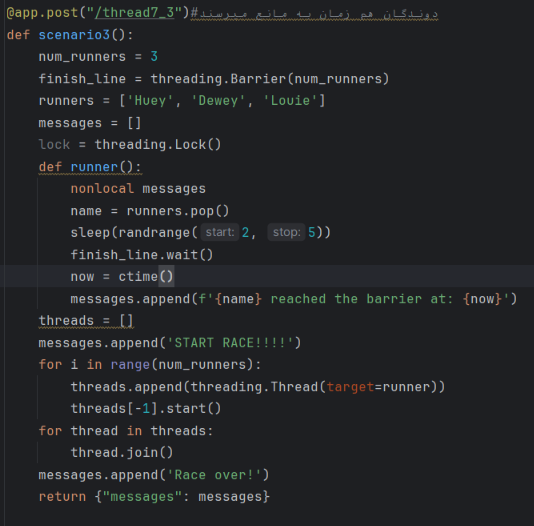 @app.post("/thread7_3")#دوندگان هم زمان به مانع میرسند
def scenario3():
    num_runners = 3
    finish_line = threading.Barrier(num_runners)
    runners = ['Huey', 'Dewey', 'Louie']
    messages = []
    lock = threading.Lock()
    def runner():
        nonlocal messages
        name = runners.pop()
        sleep(randrange( start: 2, stop: 5))
        finish_line.wait()
        now = ctime()
        messages.append(f'{name} reached the barrier at: {now}')
    threads = []
    messages.append('START RACE!!!!')
    for i in range(num_runners):
        threads.append(threading.Thread(target=runner))
        threads[-1].start()
    for thread in threads:
        thread.join()
    messages.append('Race over!')
    return {"messages": messages}